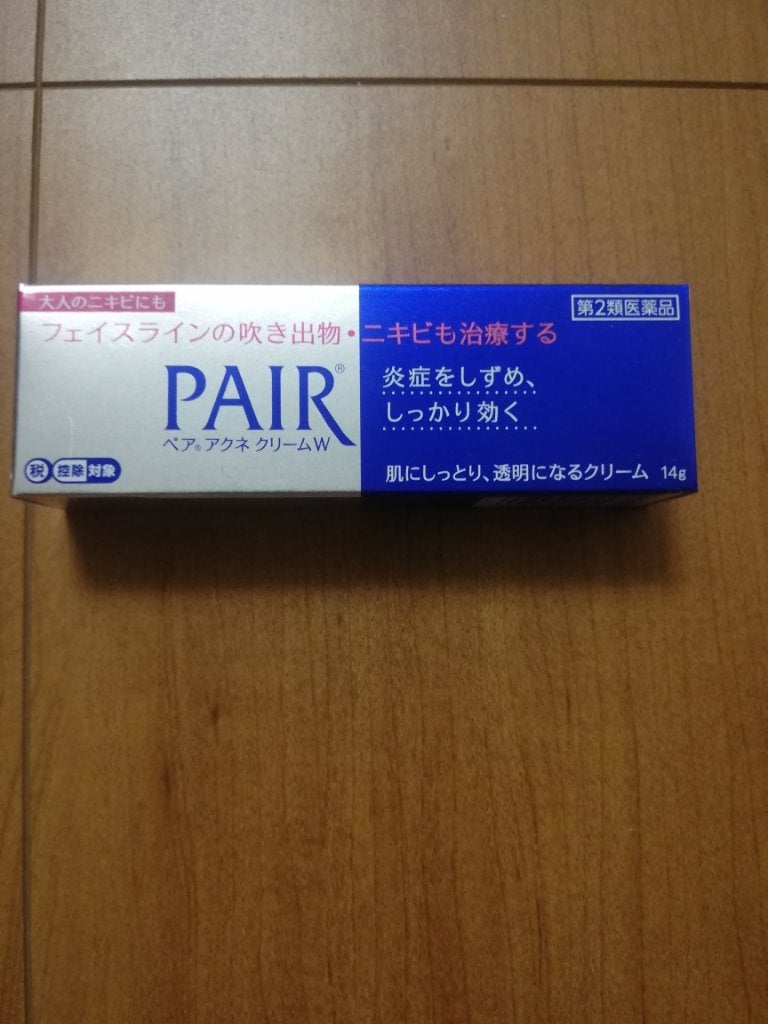 大人のニキビにも
フェイスラインの吹き出物・ニキビも治療する
第2類医薬品
PAIR®
ペア®アクネ クリームW
炎症をしずめ、
しっかり効く
税 控除 対象
肌にしっとり、透明になるクリーム 14g